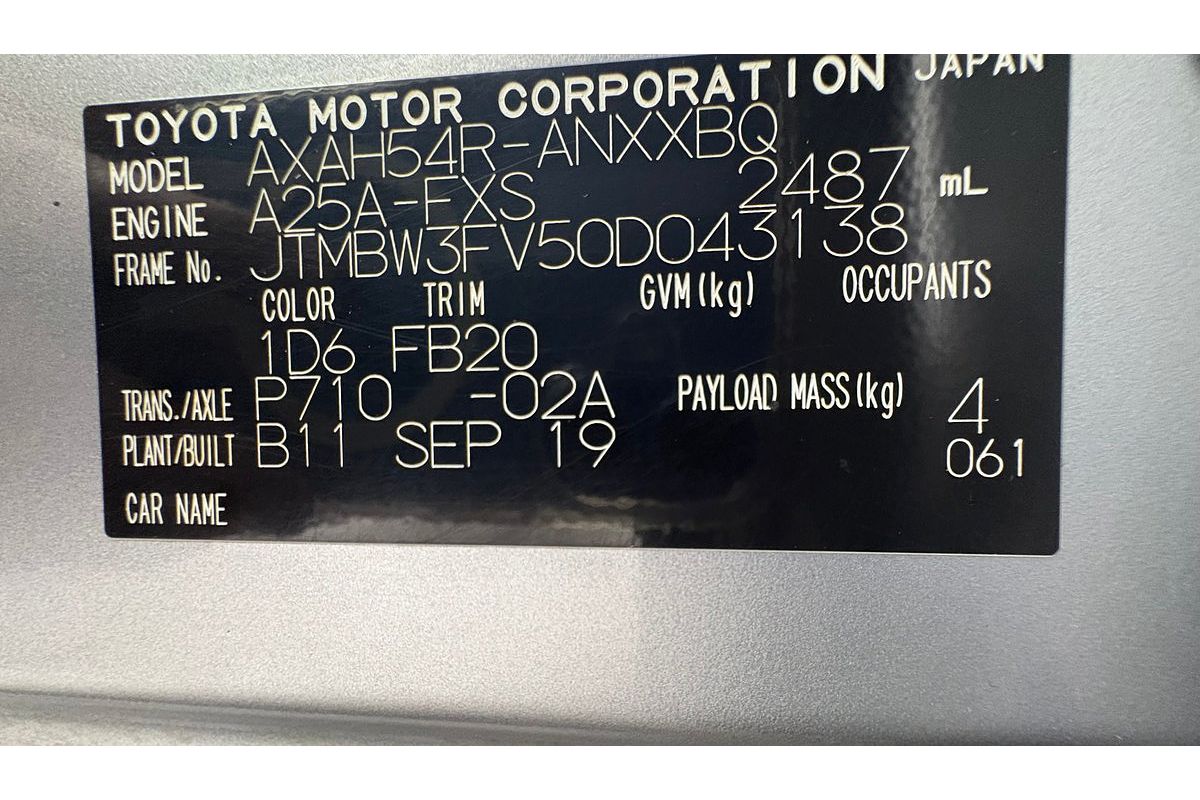 TOYOTA MOTOR CORPORATION JAPAN
MODEL AXAH54R-ANXXBQ
ENGINE A25A-FXS 2487 mL
FRAME No. JTMBW3FV50D043138
COLOR TRIM GVM(kg) OCCUPANTS
1D6 FB20
TRANS./AXLE P710 -02A PAYLOAD MASS(kg) 4
PLANT/BUILT B11 SEP 19 061
CAR NAME